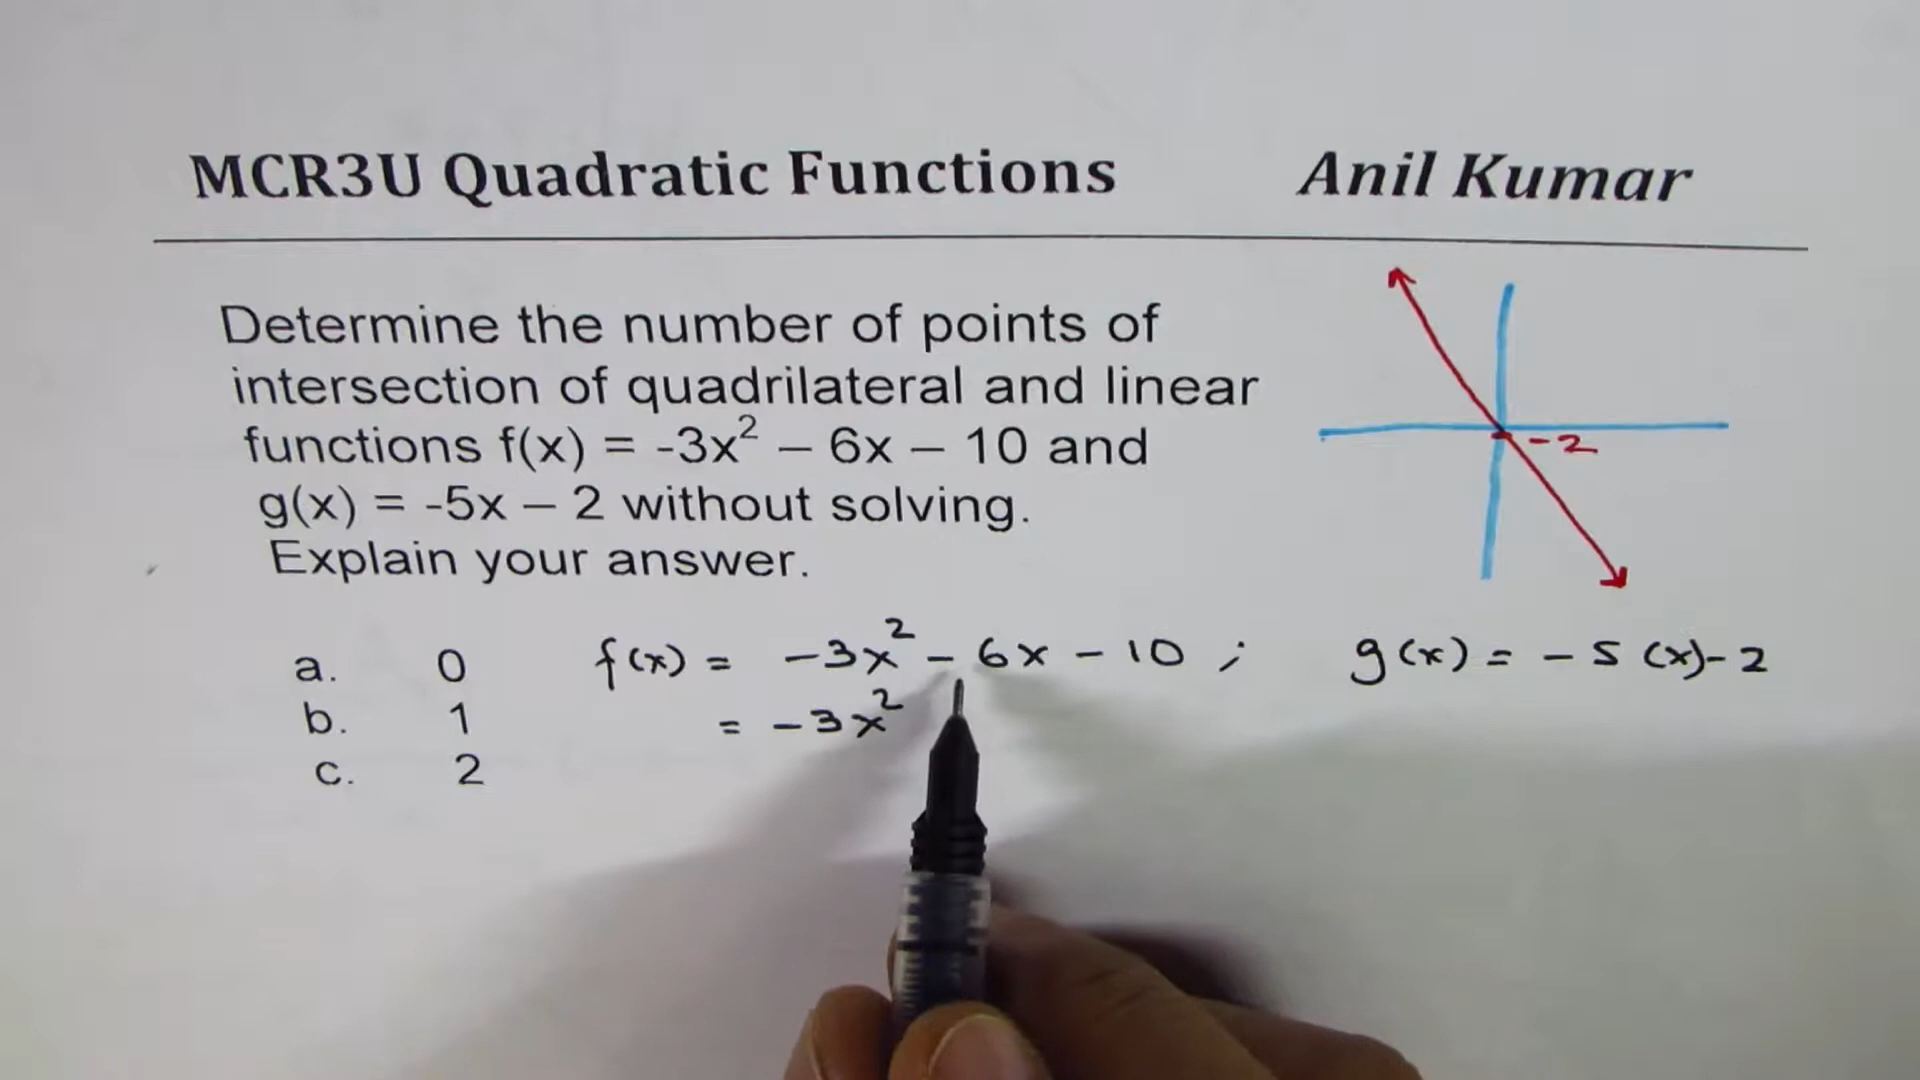 MCR3U Quadratic Functions Anil Kumar
Determine the number of points of
intersection of quadrilateral and linear
functions f(x) = -3x² – 6x – 10 and
g(x) = -5x – 2 without solving.
Explain your answer.
-2
a. 0
b. 1
c. 2
f(x) = -3x² - 6x - 10 ; g(x) = -5(x)-2
= -3x²